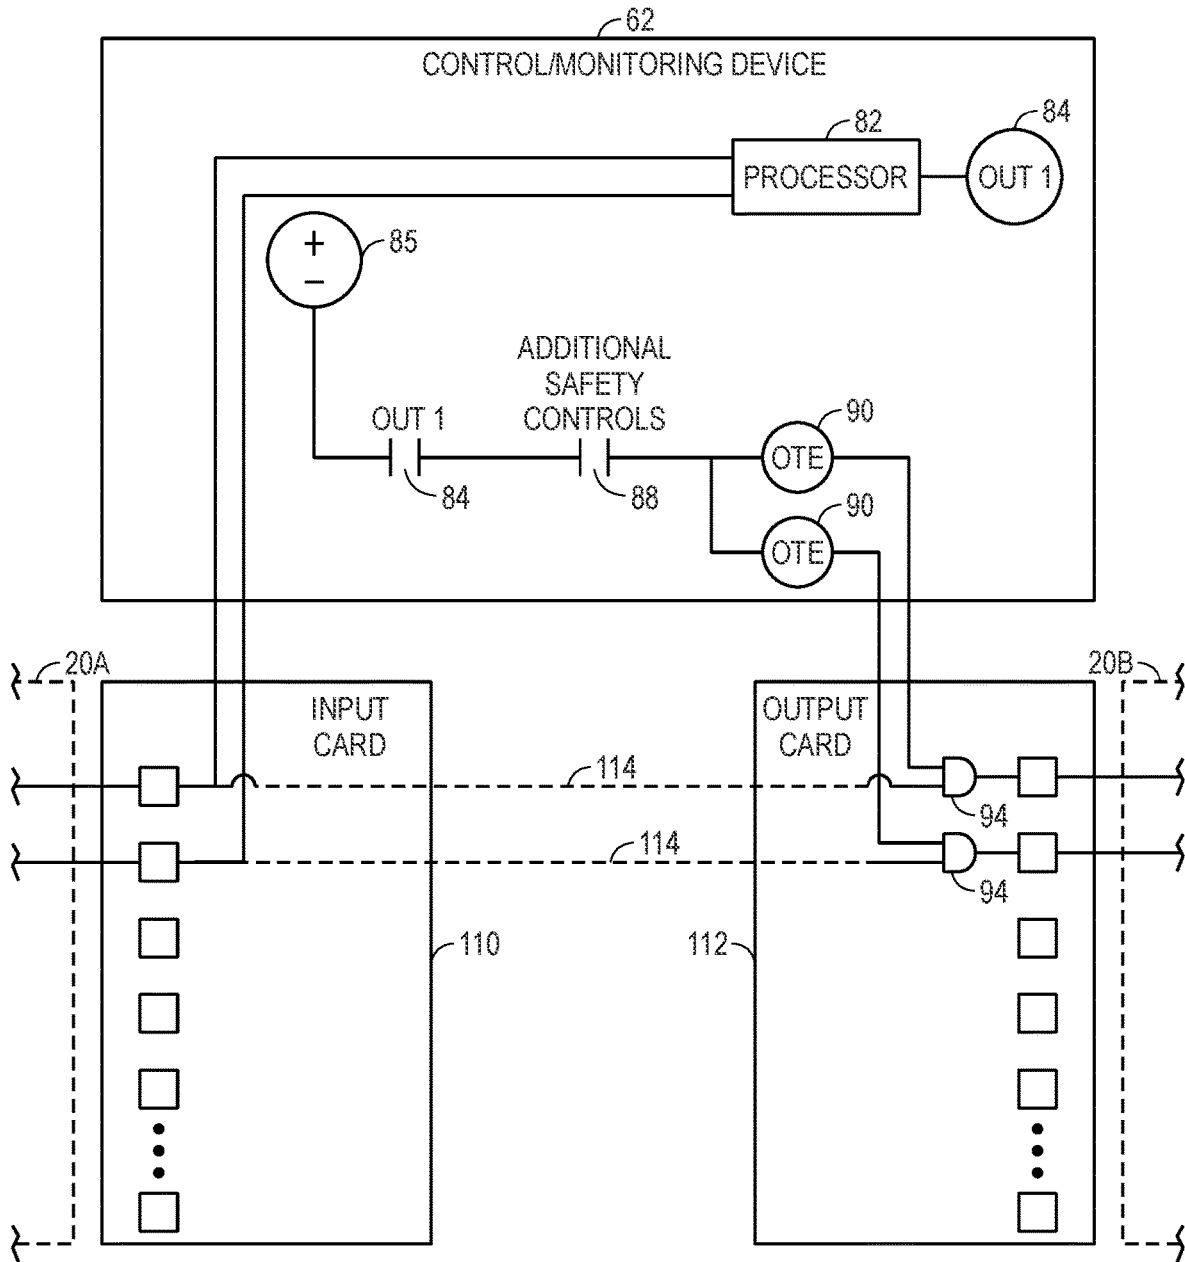 62
CONTROL/MONITORING DEVICE
82
84
PROCESSOR
OUT 1
+
−
85
ADDITIONAL
SAFETY
CONTROLS
OUT 1
90
OTE
84
88
90
OTE
20A
20B
INPUT
CARD
OUTPUT
CARD
114
94
114
94
110
112